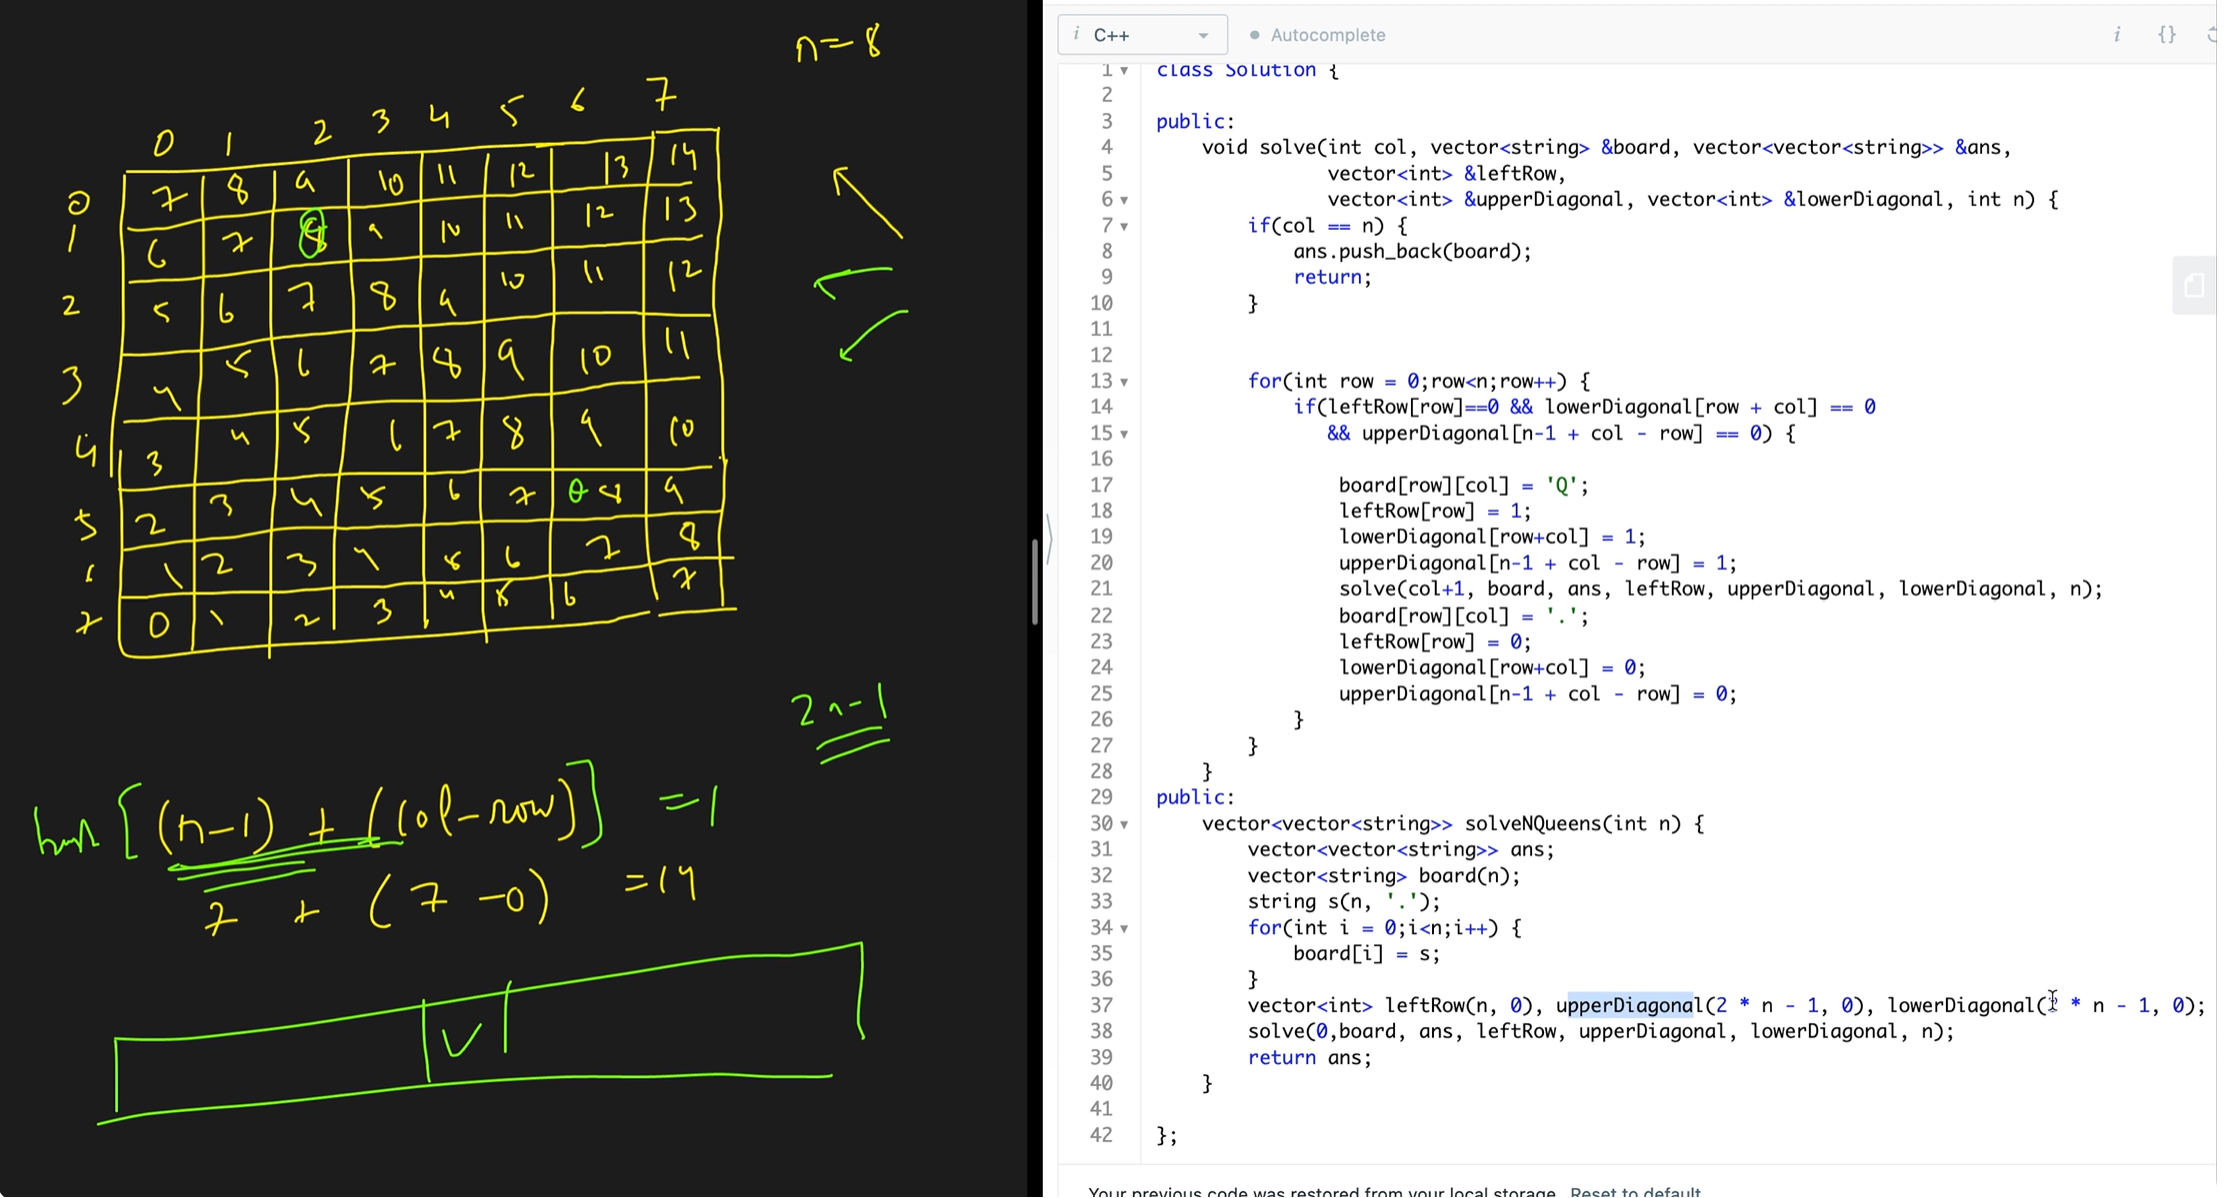 n=8
0 1 2 3 4 5 6 7
0 7 8 9 10 11 12 13 14
1 6 7 8 9 10 11 12 13
2 5 6 7 8 9 10 11 12
3 4 5 6 7 8 9 10 11
4 3 4 5 6 7 8 9 10
5 2 3 4 5 6 7 Q 8 9
6 1 2 3 4 5 6 7 8
7 0 1 2 3 4 5 6 7
2n-1
[(n-1) + (col-row)] =1
7 + (7-0) =14
i C++
Autocomplete
i {}
1 class Solution {
2
3 public:
4 void solve(int col, vector<string> &board, vector<vector<string>> &ans,
5 vector<int> &leftRow,
6 vector<int> &upperDiagonal, vector<int> &lowerDiagonal, int n) {
7 if(col == n) {
8 ans.push_back(board);
9 return;
10 }
11
12
13 for(int row = 0;row<n;row++) {
14 if(leftRow[row]==0 && lowerDiagonal[row + col] == 0
15 && upperDiagonal[n-1 + col - row] == 0) {
16
17 board[row][col] = 'Q';
18 leftRow[row] = 1;
19 lowerDiagonal[row+col] = 1;
20 upperDiagonal[n-1 + col - row] = 1;
21 solve(col+1, board, ans, leftRow, upperDiagonal, lowerDiagonal, n);
22 board[row][col] = '.';
23 leftRow[row] = 0;
24 lowerDiagonal[row+col] = 0;
25 upperDiagonal[n-1 + col - row] = 0;
26 }
27 }
28 }
29 public:
30 vector<vector<string>> solveNQueens(int n) {
31 vector<vector<string>> ans;
32 vector<string> board(n);
33 string s(n, '.');
34 for(int i = 0;i<n;i++) {
35 board[i] = s;
36 }
37 vector<int> leftRow(n, 0), upperDiagonal(2 * n - 1, 0), lowerDiagonal(2 * n - 1, 0);
38 solve(0,board, ans, leftRow, upperDiagonal, lowerDiagonal, n);
39 return ans;
40 }
41
42 };
Your previous code was restored from your local storage. Reset to default